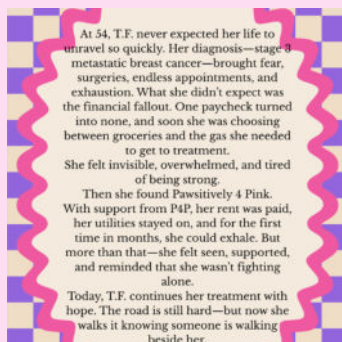 At 54, T.F. never expected her life to
unravel so quickly. Her diagnosis—stage 3
metastatic breast cancer—brought fear,
surgeries, endless appointments, and
exhaustion. What she didn't expect was
the financial fallout. One paycheck turned
into none, and soon she was choosing
between groceries and the gas she needed
to get to treatment.
She felt invisible, overwhelmed, and tired
of being strong.
Then she found Pawsitively 4 Pink.
With support from P4P, her rent was paid,
her utilities stayed on, and for the first
time in months, she could exhale. But
more than that—she felt seen, supported,
and reminded that she wasn't fighting
alone.
Today, T.F. continues her treatment with
hope. The road is still hard—but now she
walks it knowing someone is walking
beside her.